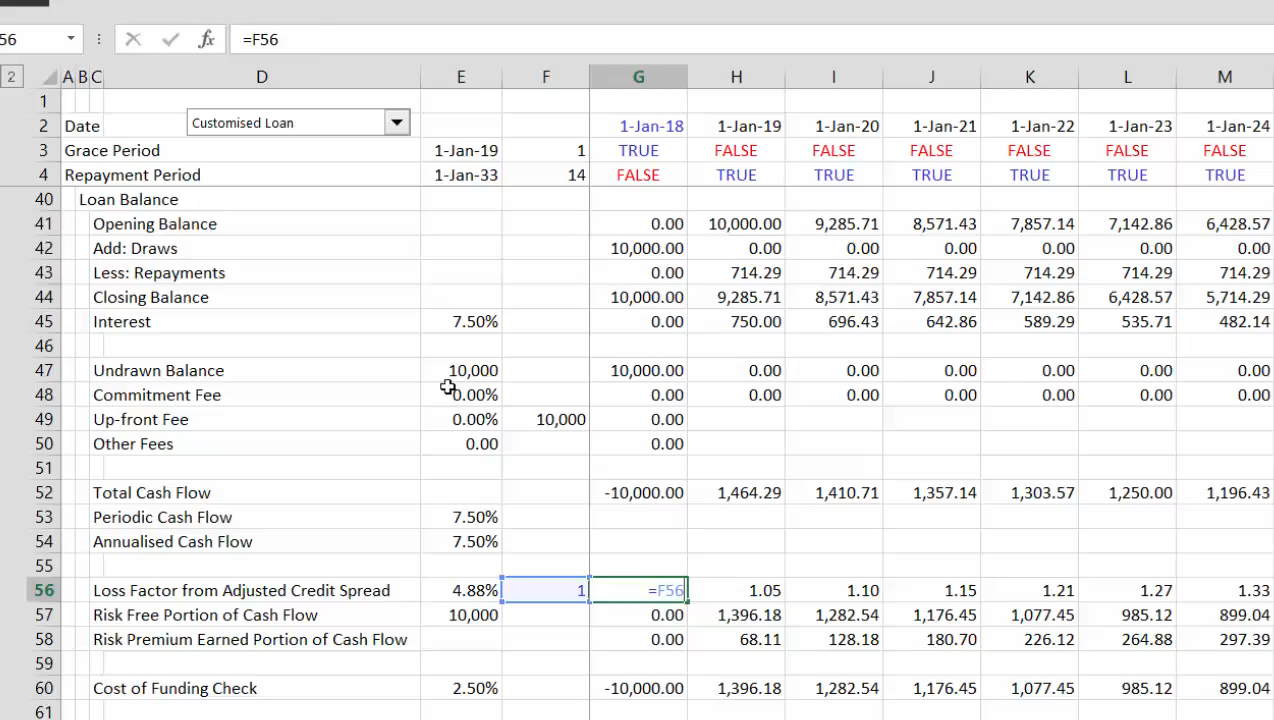 56 =F56
2 A B C D E F G H I J K L M
1
2 Date Customised Loan 1-Jan-18 1-Jan-19 1-Jan-20 1-Jan-21 1-Jan-22 1-Jan-23 1-Jan-24
3 Grace Period 1-Jan-19 1 TRUE FALSE FALSE FALSE FALSE FALSE FALSE
4 Repayment Period 1-Jan-33 14 FALSE TRUE TRUE TRUE TRUE TRUE TRUE
40 Loan Balance
41 Opening Balance 0.00 10,000.00 9,285.71 8,571.43 7,857.14 7,142.86 6,428.57
42 Add: Draws 10,000.00 0.00 0.00 0.00 0.00 0.00 0.00
43 Less: Repayments 0.00 714.29 714.29 714.29 714.29 714.29 714.29
44 Closing Balance 10,000.00 9,285.71 8,571.43 7,857.14 7,142.86 6,428.57 5,714.29
45 Interest 7.50% 0.00 750.00 696.43 642.86 589.29 535.71 482.14
46
47 Undrawn Balance 10,000 10,000.00 0.00 0.00 0.00 0.00 0.00 0.00
48 Commitment Fee 0.00% 0.00 0.00 0.00 0.00 0.00 0.00 0.00
49 Up-front Fee 0.00% 10,000 0.00
50 Other Fees 0.00 0.00
51
52 Total Cash Flow -10,000.00 1,464.29 1,410.71 1,357.14 1,303.57 1,250.00 1,196.43
53 Periodic Cash Flow 7.50%
54 Annualised Cash Flow 7.50%
55
56 Loss Factor from Adjusted Credit Spread 4.88% 1 =F56 1.05 1.10 1.15 1.21 1.27 1.33
57 Risk Free Portion of Cash Flow 10,000 0.00 1,396.18 1,282.54 1,176.45 1,077.45 985.12 899.04
58 Risk Premium Earned Portion of Cash Flow 0.00 68.11 128.18 180.70 226.12 264.88 297.39
59
60 Cost of Funding Check 2.50% -10,000.00 1,396.18 1,282.54 1,176.45 1,077.45 985.12 899.04
61